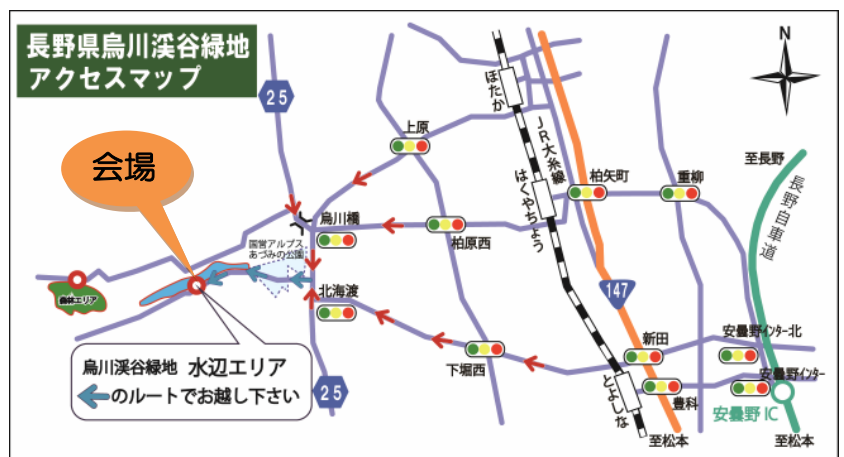 長野県烏川渓谷緑地
アクセスマップ
25
N
ほたか
上原
会場
JR大糸線
柏矢町
重柳
至長野
長野自車道
はくやちょう
烏川橋
柏原西
国営アルプス
あづみの公園
森林エリア
北海渡
147
新田
安曇野インター北
烏川渓谷緑地 水辺エリア
のルートでお越し下さい
下堀西
安曇野インター
25
とよしな
豊科
安曇野IC
至松本
至松本